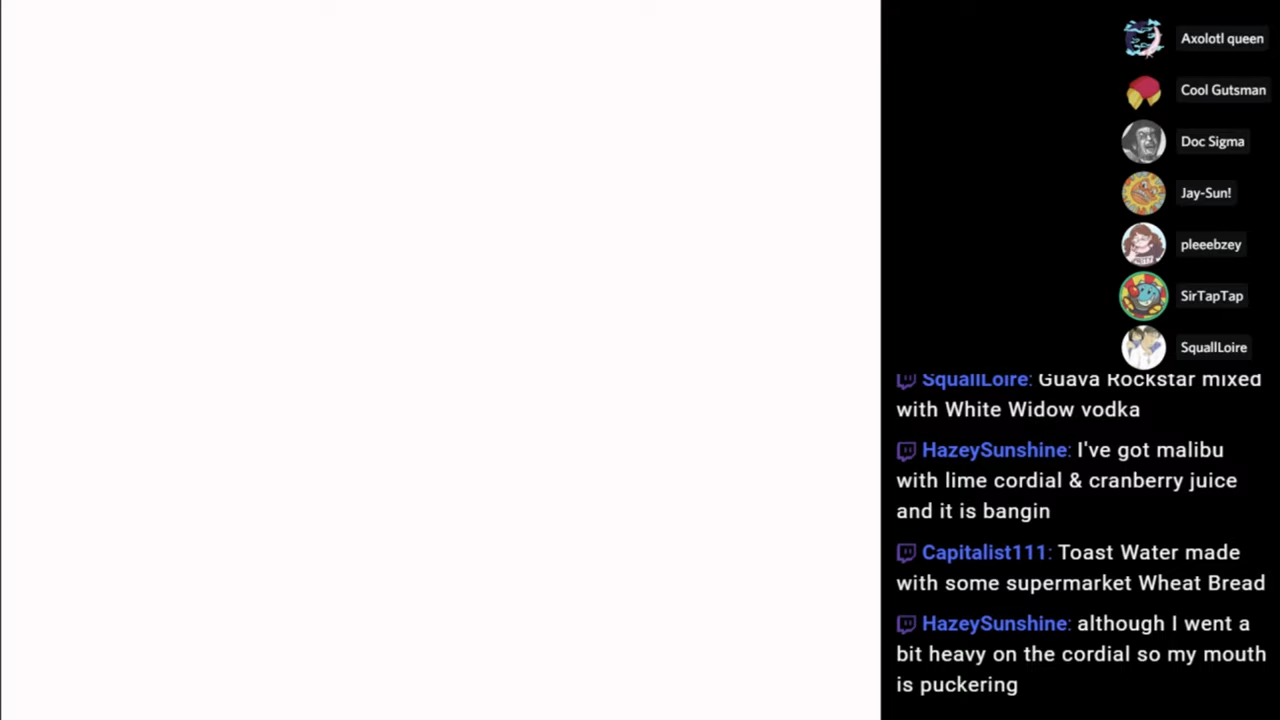 Axolotl queen
Cool Gutsman
Doc Sigma
Jay-Sun!
pleeebzey
SirTapTap
SquallLoire
SquallLoire: Guava Rockstar mixed
with White Widow vodka
HazeySunshine: I've got malibu
with lime cordial & cranberry juice
and it is bangin
Capitalist111: Toast Water made
with some supermarket Wheat Bread
HazeySunshine: although I went a
bit heavy on the cordial so my mouth
is puckering